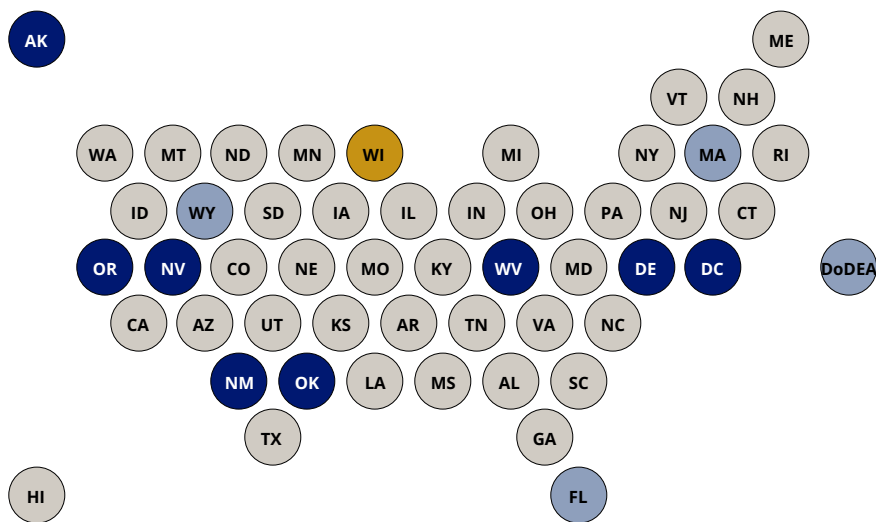 AK ME
VT NH
WA MT ND MN WI MI NY MA RI
ID WY SD IA IL IN OH PA NJ CT
OR NV CO NE MO KY WV MD DE DC DoDEA
CA AZ UT KS AR TN VA NC
NM OK LA MS AL SC
TX GA
HI FL